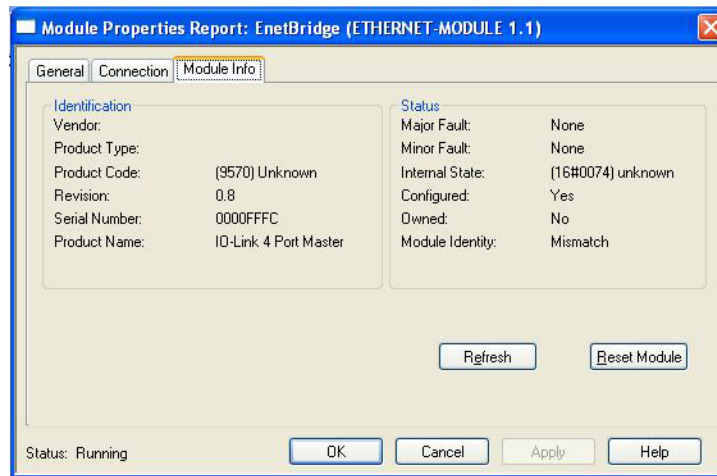 Module Properties Report: EnetBridge (ETHERNET-MODULE 1.1)
General Connection Module Info
Identification
Vendor:
Product Type:
Product Code: (9570) Unknown
Revision: 0.8
Serial Number: 0000FFFC
Product Name: IO-Link 4 Port Master
Status
Major Fault: None
Minor Fault: None
Internal State: (16#0074) unknown
Configured: Yes
Owned: No
Module Identity: Mismatch
Refresh Reset Module
Status: Running OK Cancel Apply Help